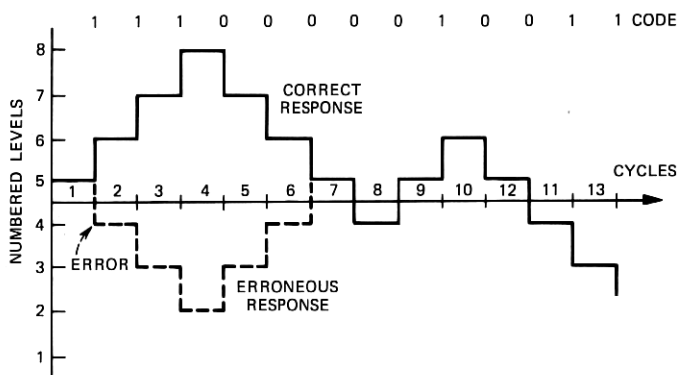 1 1 1 0 0 0 0 0 1 0 0 1 1 CODE
8
CORRECT
RESPONSE
7
6
CYCLES
5
1 2 3 4 5 6 7 8 9 10 12 11 13
4
ERROR
3
ERRONEOUS
RESPONSE
2
1
NUMBERED LEVELS